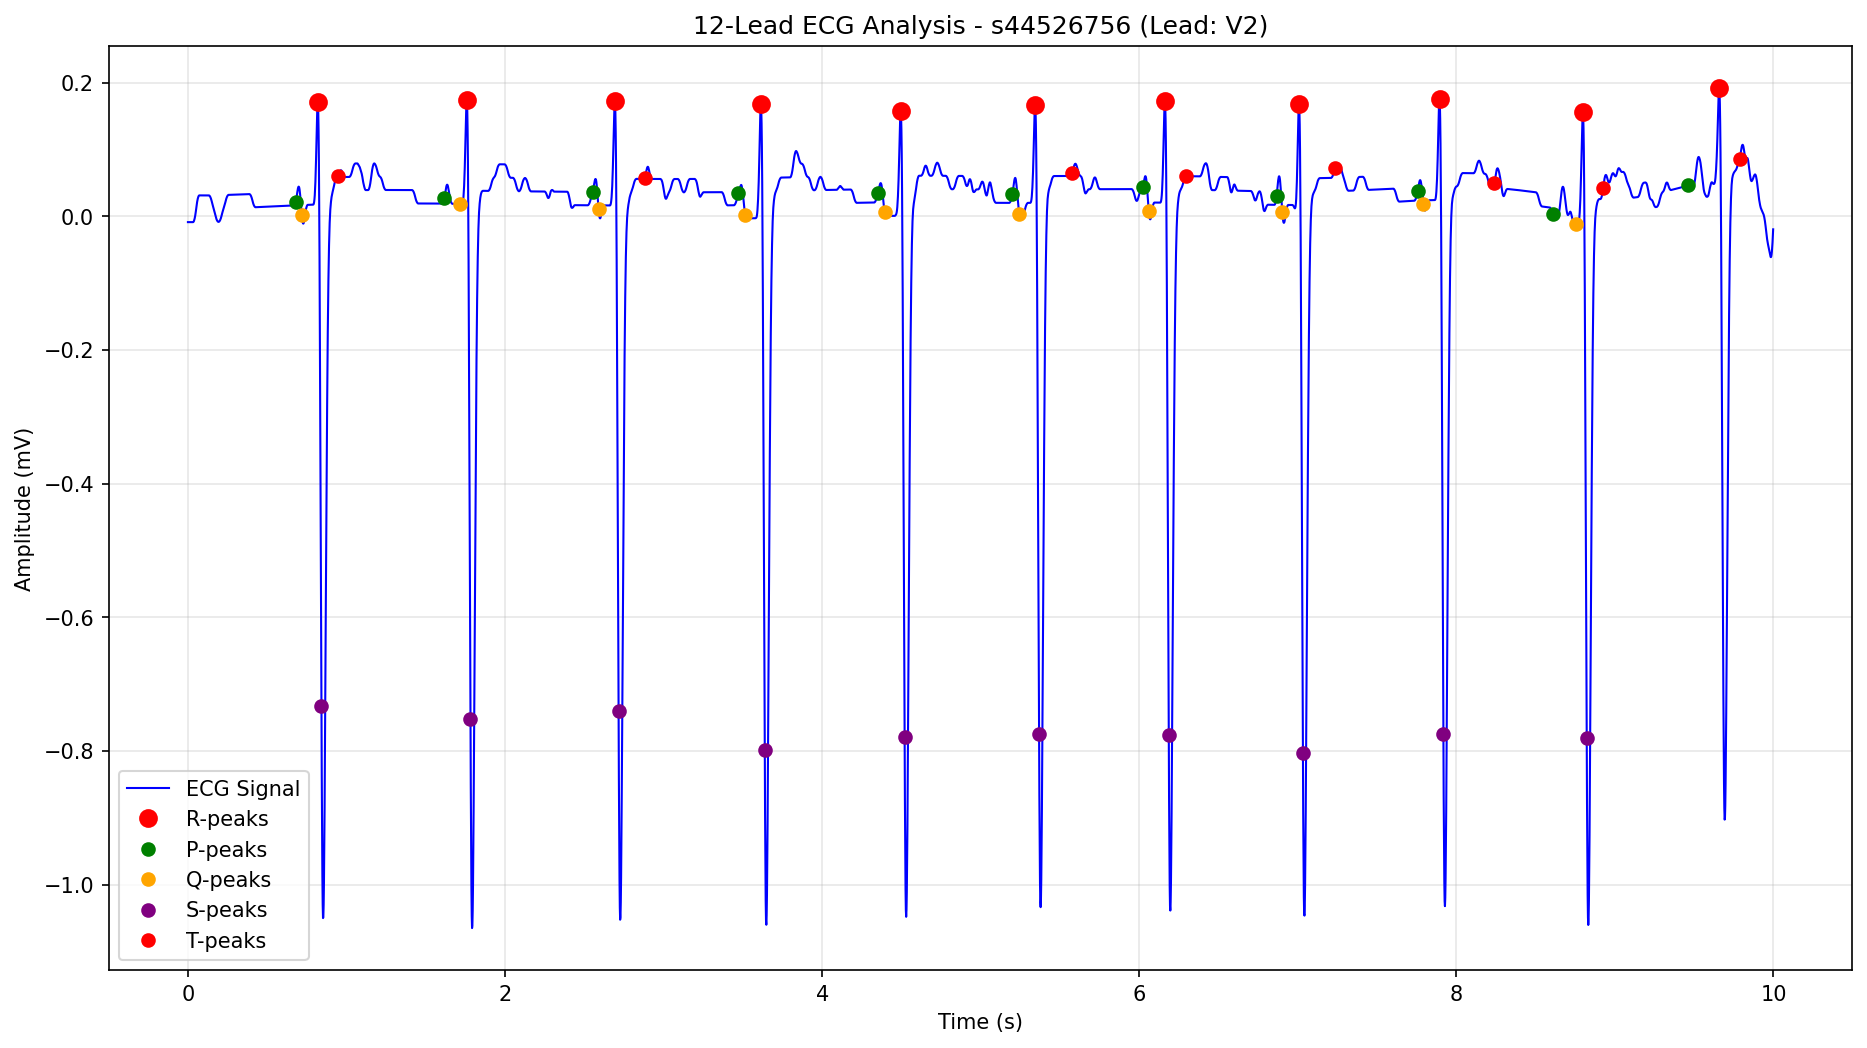 12-Lead ECG Analysis - s44526756 (Lead: V2)
Amplitude (mV)
0.2
0.0
−0.2
−0.4
−0.6
−0.8
−1.0
ECG Signal
R-peaks
P-peaks
Q-peaks
S-peaks
T-peaks
0 2 4 6 8 10
Time (s)